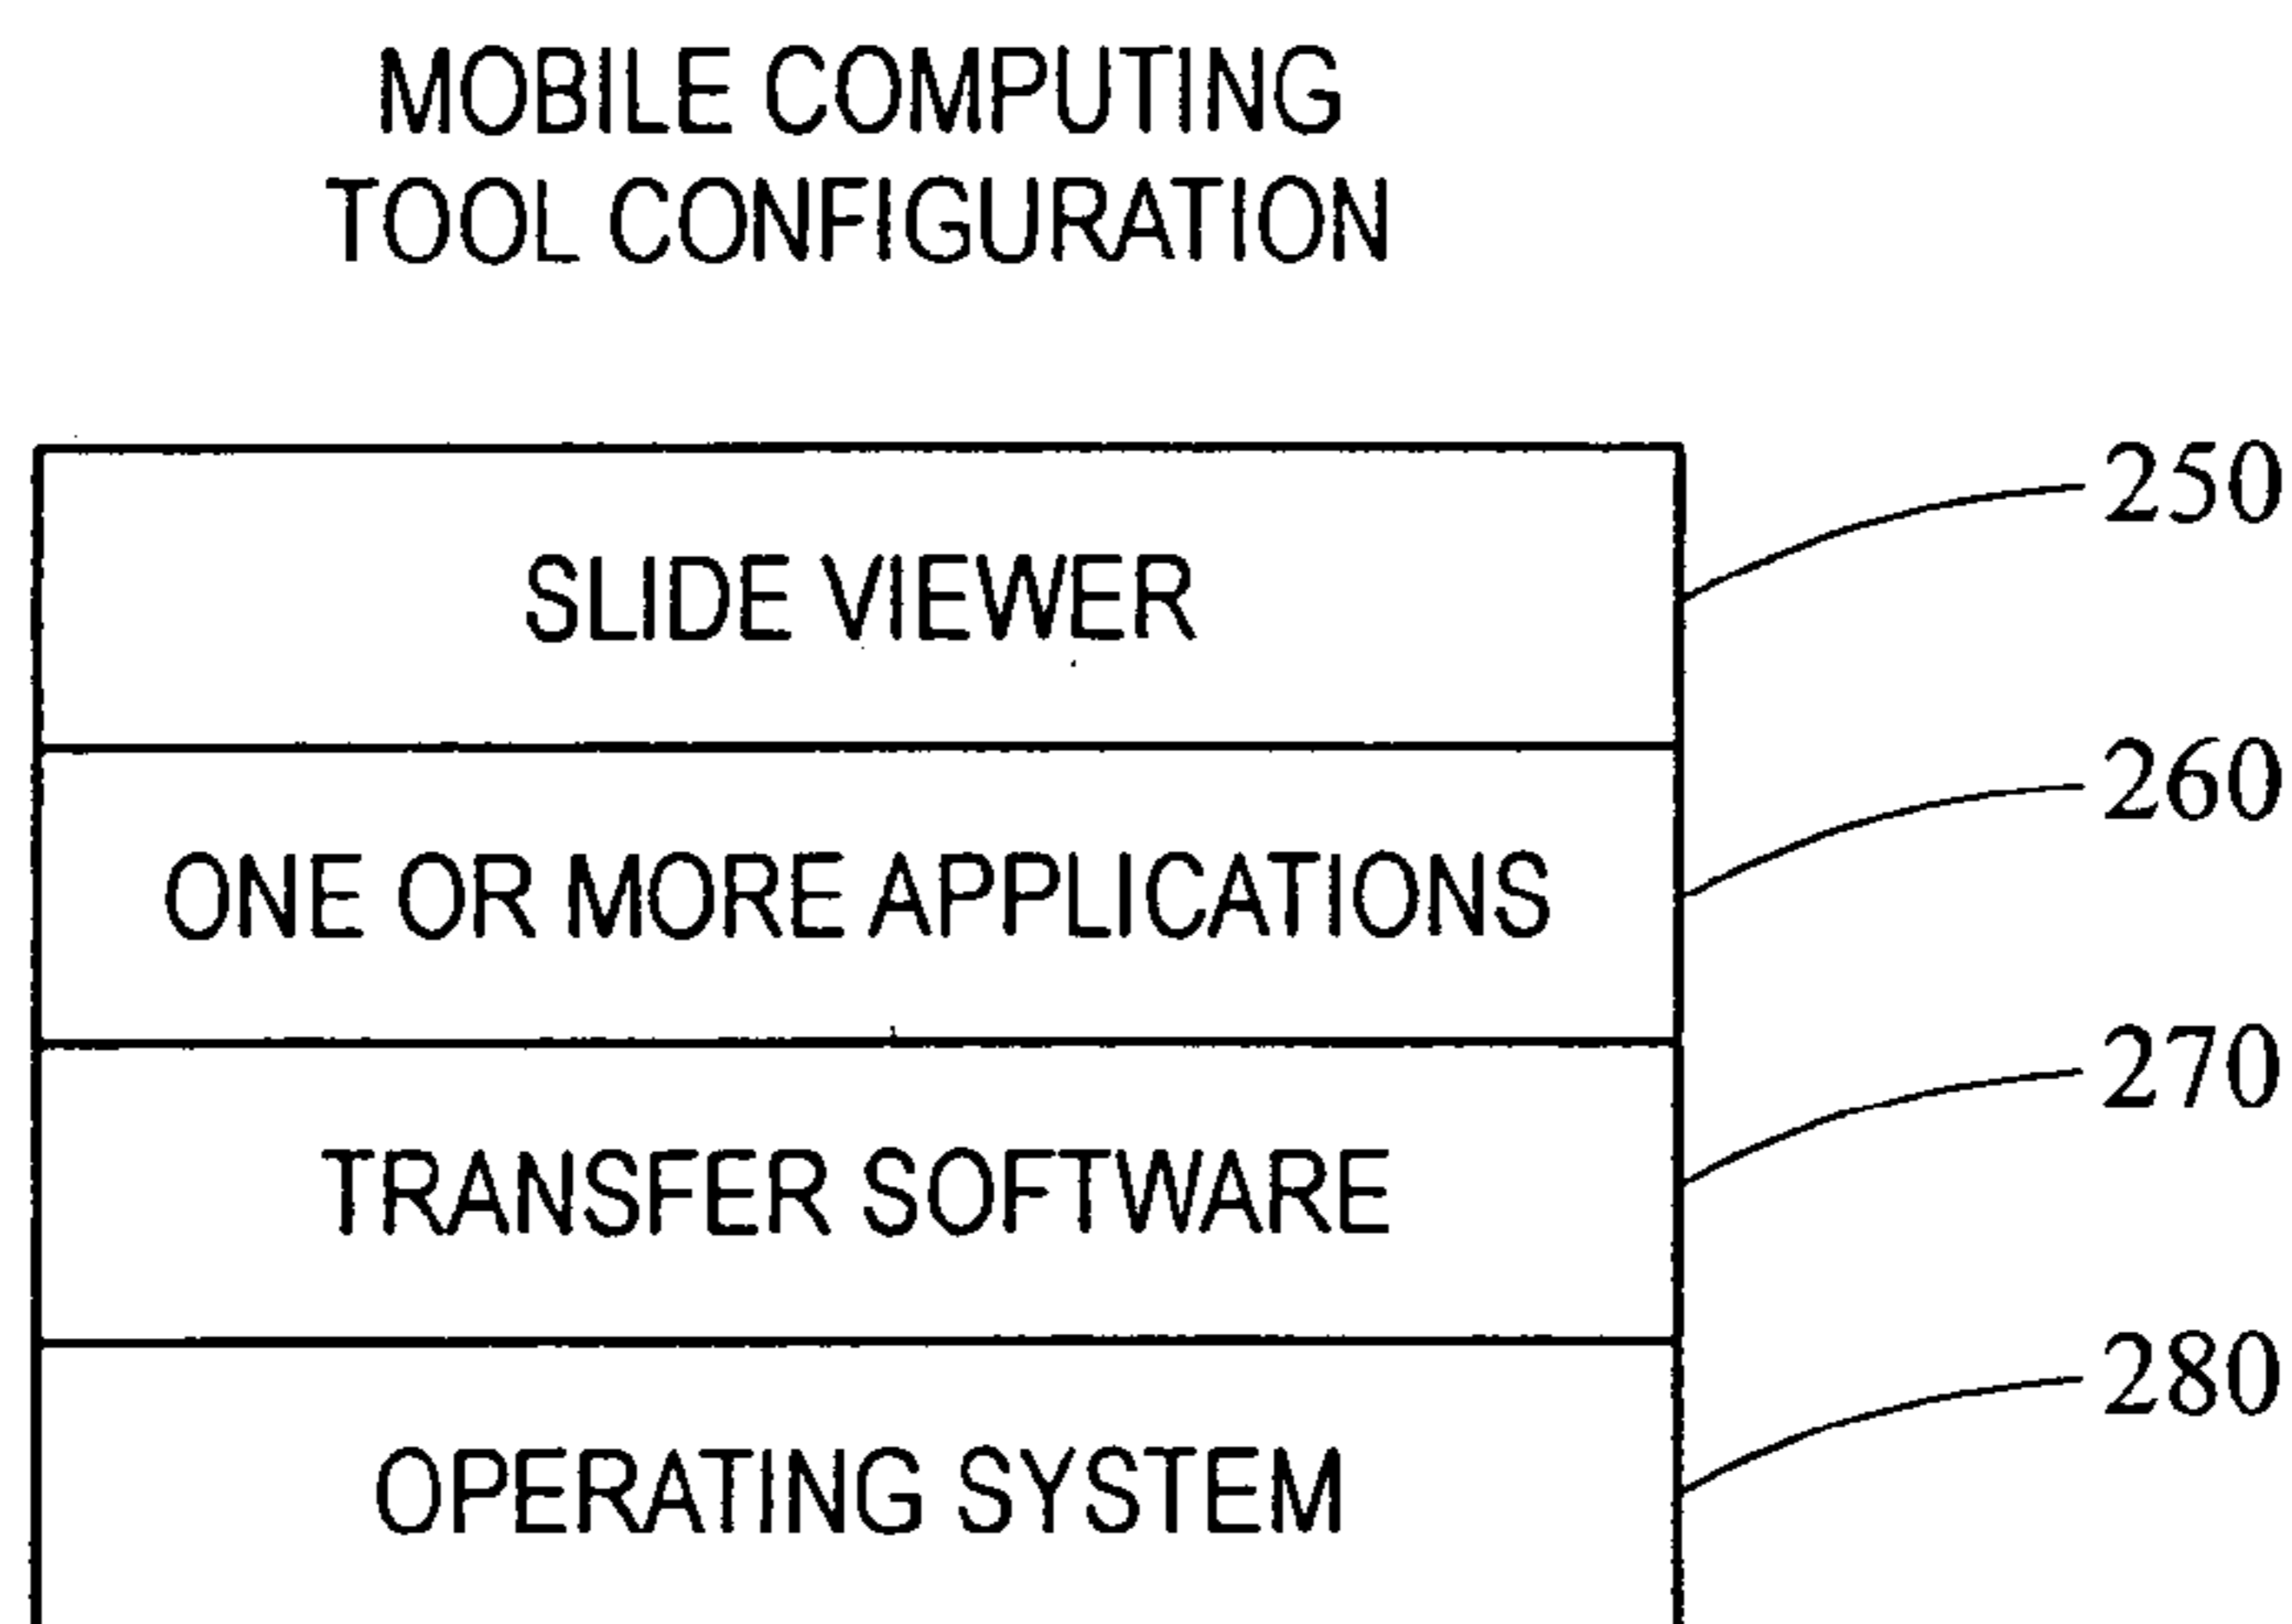 MOBILE COMPUTING
TOOL CONFIGURATION
SLIDE VIEWER
250
ONE OR MORE APPLICATIONS
260
TRANSFER SOFTWARE
270
OPERATING SYSTEM
280